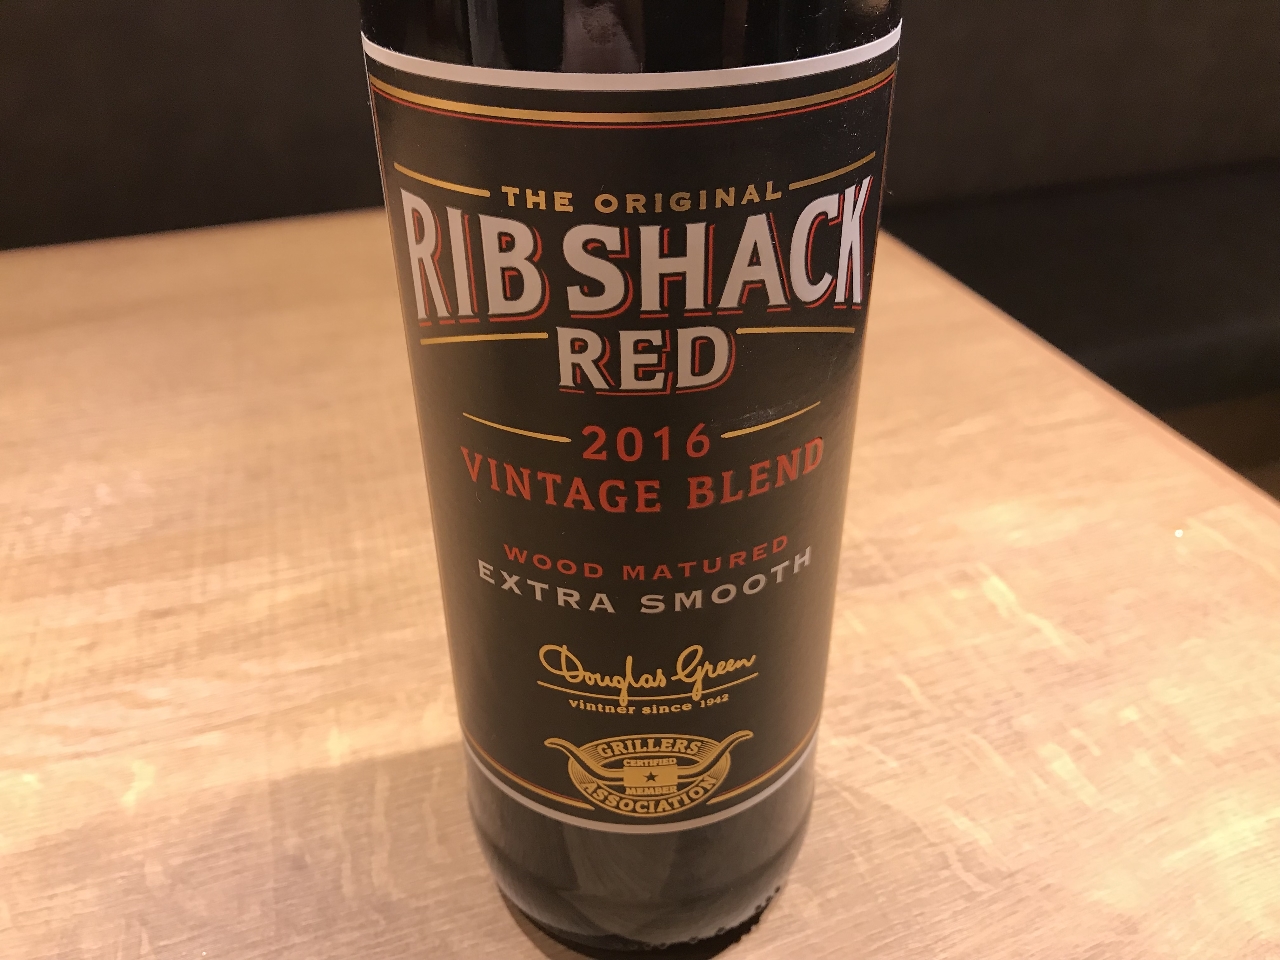 THE ORIGINAL
RIB SHACK
RED
2016
VINTAGE BLEND
WOOD MATURED
EXTRA SMOOTH
Douglas Green
vintner since 1942
GRILLERS
CERTIFIED
MEMBER
ASSOCIATION